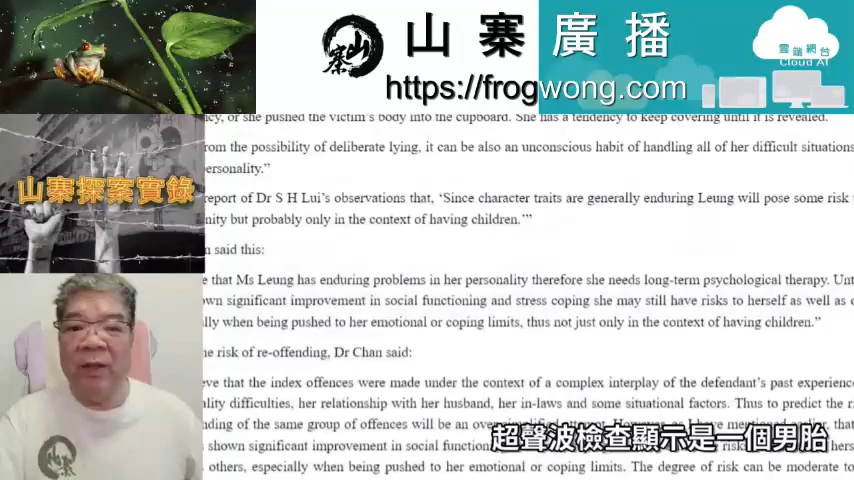 山寨廣播
https://frogwong.com
雲端網台
Cloud AI
山寨
山寨探案實錄
ncy, or she pushed the victim's body into the cupboard. She has a tendency to keep covering until it is revealed.
rom the possibility of deliberate lying, it can be also an unconscious habit of handling all of her difficult situations
personality."
report of Dr S H Lui's observations that, 'Since character traits are generally enduring Leung will pose some risk
nity but probably only in the context of having children.'"
n said this:
e that Ms Leung has enduring problems in her personality therefore she needs long-term psychological therapy. Unt
own significant improvement in social functioning and stress coping she may still have risks to herself as well as o
lly when being pushed to her emotional or coping limits, thus not just only in the context of having children."
he risk of re-offending, Dr Chan said:
eve that the index offences were made under the context of a complex interplay of the defendant's past experience
ality difficulties, her relationship with her husband, her in-laws and some situational factors. Thus to predict the ri
nding of the same group of offences will be an over
shown significant improvement in social function
others, especially when being pushed to her emotional or coping limits. The degree of risk can be moderate to
超聲波檢查顯示是一個男胎
山寨